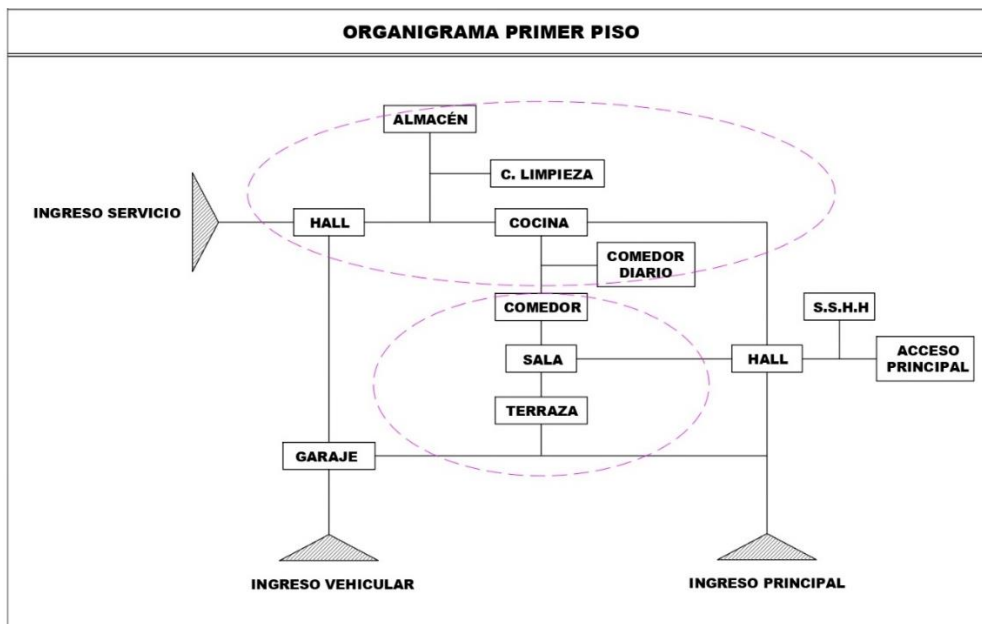 ORGANIGRAMA PRIMER PISO
ALMACÉN
C. LIMPIEZA
INGRESO SERVICIO
HALL
COCINA
COMEDOR
DIARIO
COMEDOR
S.S.H.H
SALA
HALL
ACCESO
PRINCIPAL
TERRAZA
GARAJE
INGRESO VEHICULAR
INGRESO PRINCIPAL